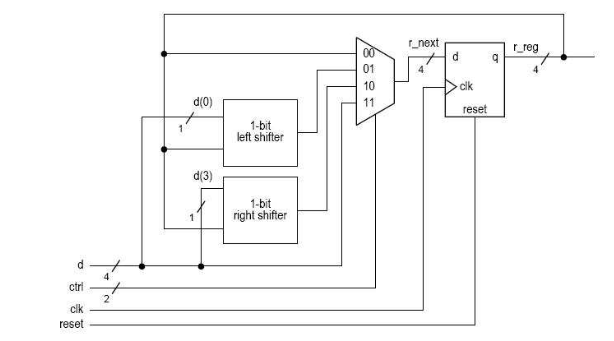 r_next
r_reg
00
01
10
11
4
d
q
clk
reset
4
d(0)
1
1-bit
left shifter
d(3)
1
1-bit
right shifter
d
4
ctrl
2
clk
reset